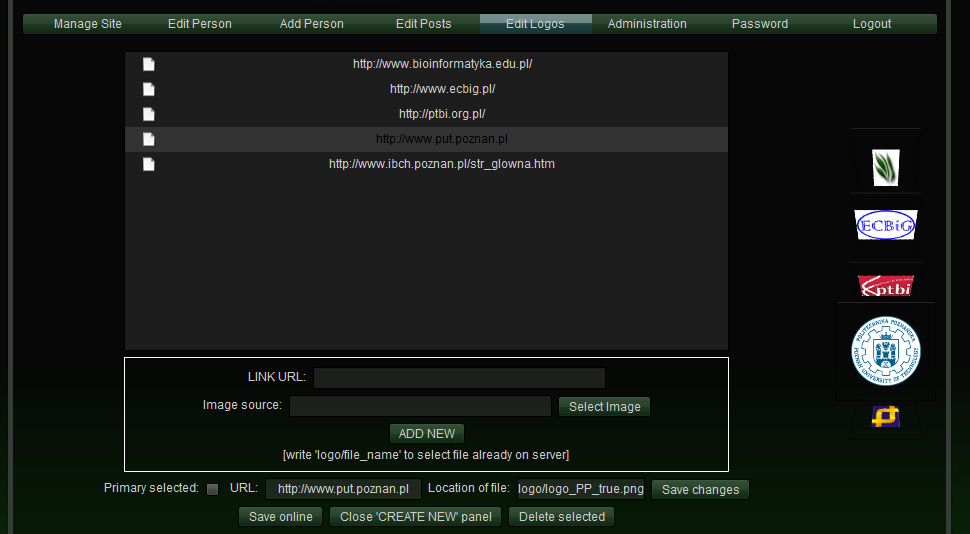 Manage Site Edit Person Add Person Edit Posts Edit Logos Administration Password Logout
http://www.bioinformatyka.edu.pl/
http://www.ecbig.pl/
http://ptbi.org.pl/
http://www.put.poznan.pl
http://www.ibch.poznan.pl/str_glowna.htm
ECBiG
ptbi
POLITECHNIKA POZNAŃSKA
POZNAN UNIVERSITY OF TECHNOLOGY
LINK URL:
Image source: Select Image
ADD NEW
[write 'logo/file_name' to select file already on server]
Primary selected: URL: http://www.put.poznan.pl Location of file: logo/logo_PP_true.png Save changes
Save online Close 'CREATE NEW' panel Delete selected